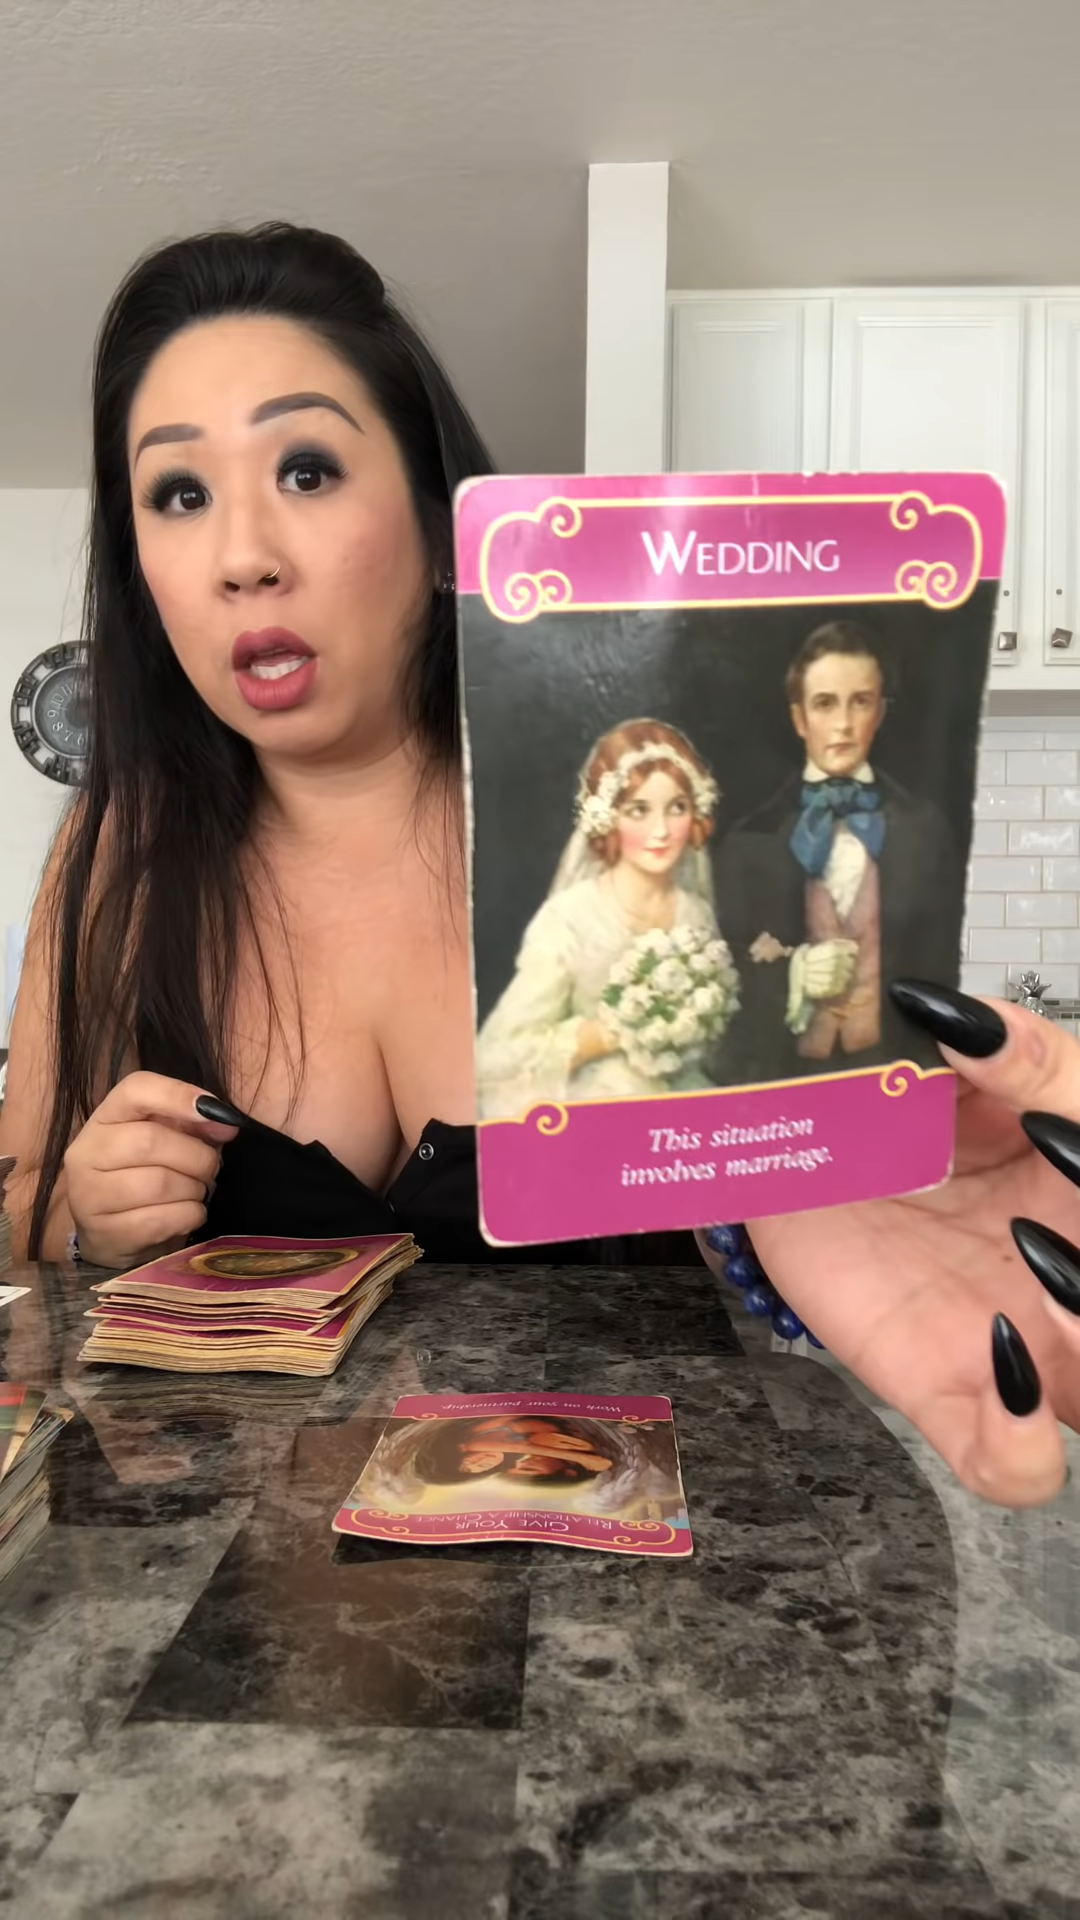 WEDDING
This situation
involves marriage.
Work on your partnership.
GIVE YOUR
RELATIONSHIP A CHANCE